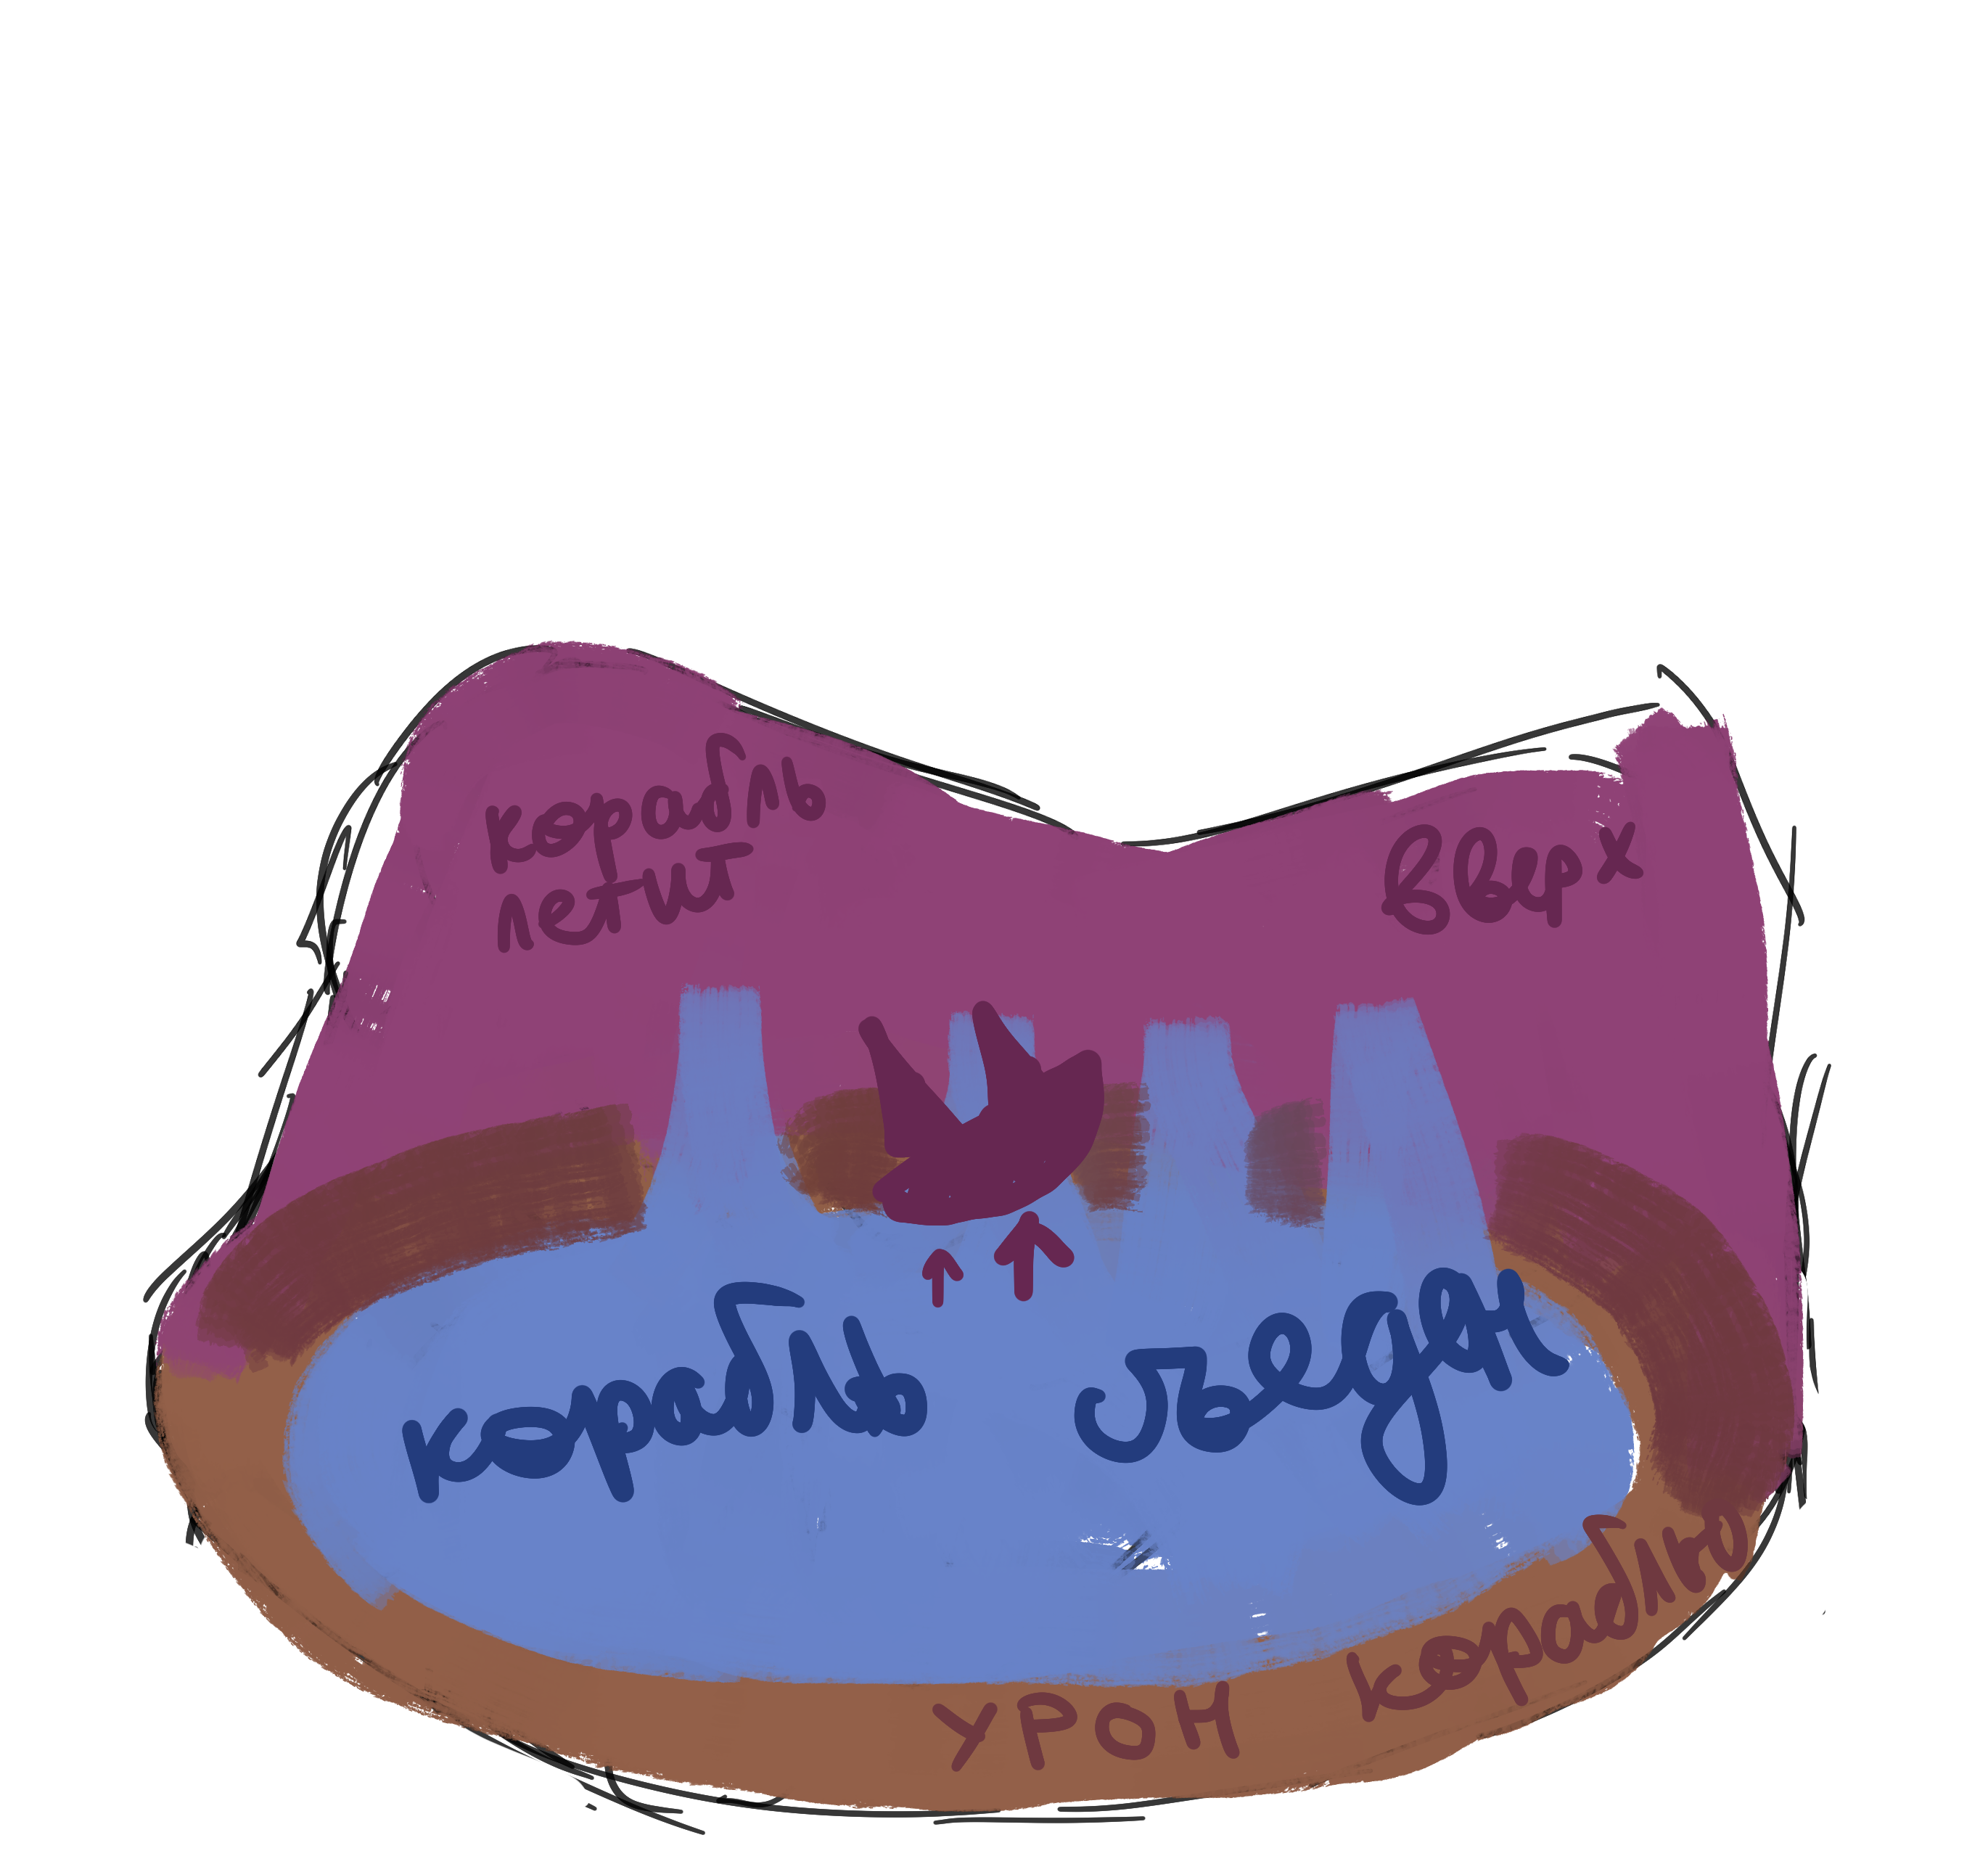 корабль
летит
вверх
корабль съеден
урон кораблю